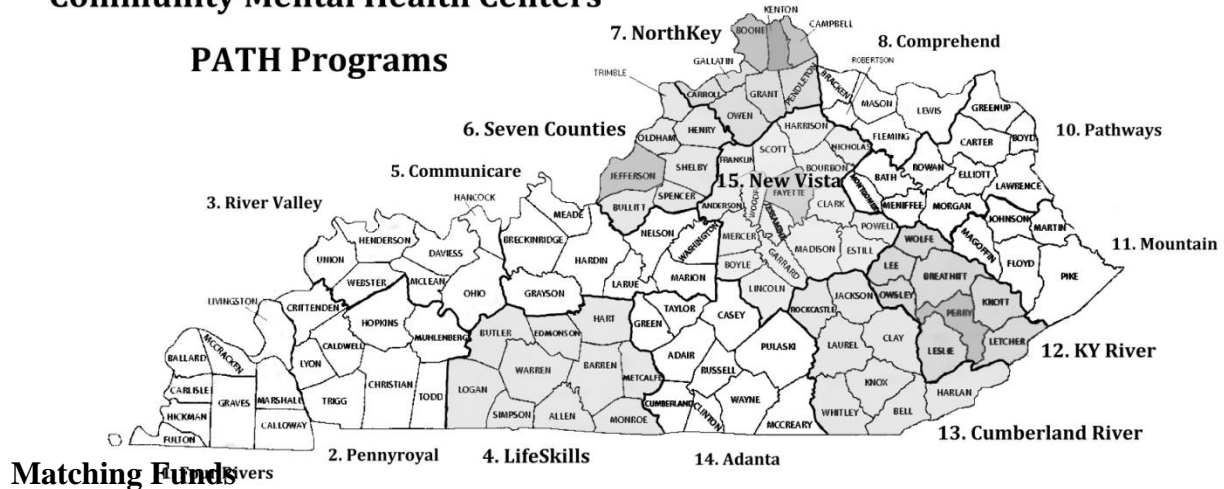 Community Mental Health Centers
PATH Programs
KENTON
BOONE
CAMPBELL
7. NorthKey
8. Comprehend
GALLATIN
ROBERTSON
TRIMBLE
CARROLL
GRANT
PENDLETON
BRACKEN
MASON
LEWIS
GREENUP
OWEN
6. Seven Counties
OLDHAM
HENRY
HARRISON
FLEMING
CARTER
BOYD
10. Pathways
SCOTT
NICHOLAS
ROWAN
FRANKLIN
SHELBY
BOURBON
BATH
ELLIOTT
5. Communicare
JEFFERSON
15. New Vista
FAYETTE
MONTGOMERY
MENIFFEE
MORGAN
LAWRENCE
SPENCER
BULLITT
ANDERSON
CLARK
3. River Valley
HANCOCK
MEADE
NELSON
WASHINGTON
MERCER
POWELL
JOHNSON
MARTIN
BRECKINRIDGE
MADISON
ESTILL
WOLFE
MAGOFFIN
11. Mountain
HENDERSON
DAVIESS
HARDIN
BOYLE
GARRARD
LEE
FLOYD
UNION
MARION
BREATHITT
PIKE
WEBSTER
MCLEAN
OHIO
GRAYSON
LARUE
LINCOLN
JACKSON
OWSLEY
KNOTT
LIVINGSTON
CRITTENDEN
HOPKINS
MUHLENBERG
BUTLER
EDMONSON
HART
GREEN
TAYLOR
CASEY
ROCKCASTLE
PERRY
CALDWELL
LAUREL
CLAY
LESLIE
LETCHER
12. KY River
BALLARD
MCCRACKEN
LYON
WARREN
BARREN
ADAIR
PULASKI
RUSSELL
CARLISLE
GRAVES
MARSHALL
TRIGG
CHRISTIAN
TODD
LOGAN
METCALFE
KNOX
HARLAN
HICKMAN
CALLOWAY
SIMPSON
ALLEN
MONROE
CUMBERLAND
CLINTON
WAYNE
MCCREARY
WHITLEY
BELL
FULTON
13. Cumberland River
2. Pennyroyal
4. LifeSkills
14. Adanta
Matching Funds
1. Four Rivers